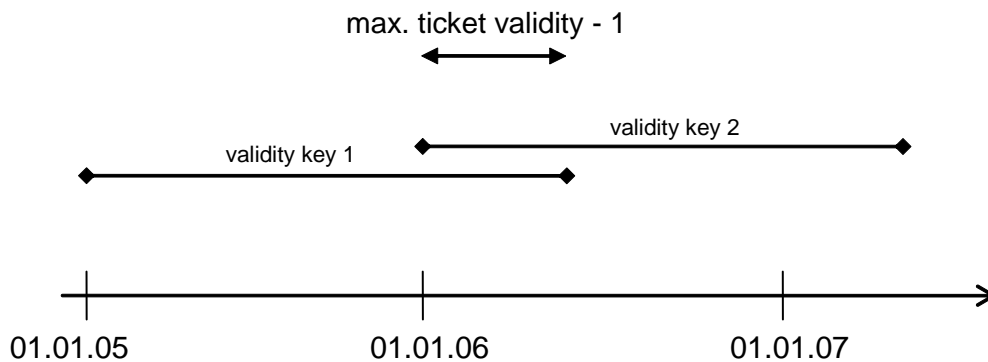 max. ticket validity - 1
validity key 2
validity key 1
01.01.05
01.01.06
01.01.07